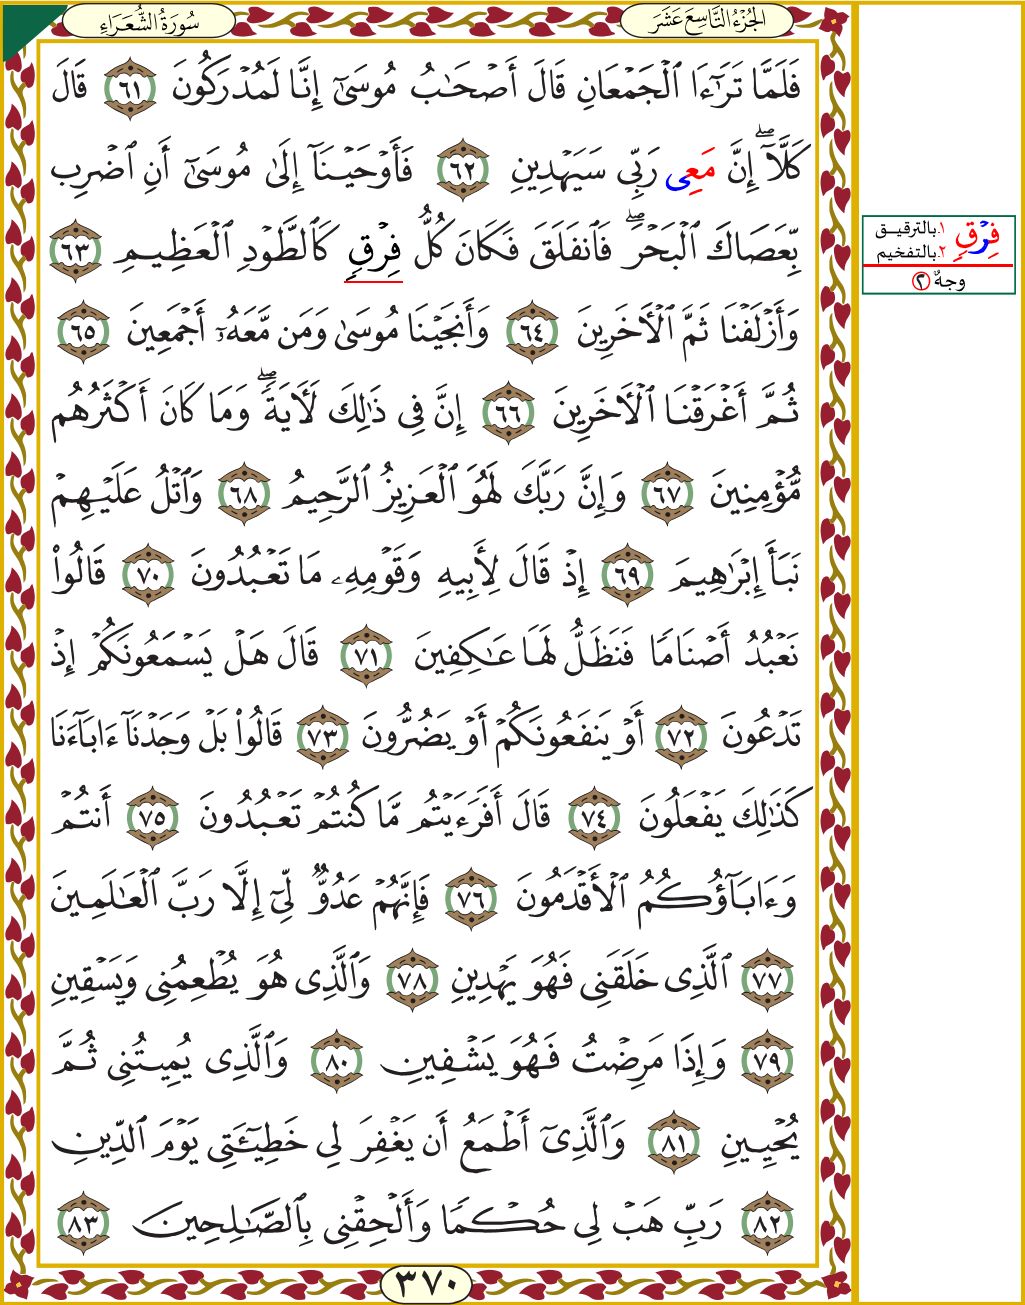 الجُزْءُ التَّاسِعَ عَشَرَ
سُورَةُ الشُّعَرَاءِ
فَلَمَّا تَرَٰٓءَا ٱلْجَمْعَانِ قَالَ أَصْحَٰبُ مُوسَىٰٓ إِنَّا لَمُدْرَكُونَ ٦١ قَالَ
كَلَّآۖ إِنَّ مَعِى رَبِّى سَيَهْدِينِ ٦٢ فَأَوْحَيْنَآ إِلَىٰ مُوسَىٰٓ أَنِ ٱضْرِب
بِّعَصَاكَ ٱلْبَحْرَۖ فَٱنفَلَقَ فَكَانَ كُلُّ فِرْقٍ كَٱلطَّوْدِ ٱلْعَظِيمِ ٦٣
وَأَزْلَفْنَا ثَمَّ ٱلْأَخَرِينَ ٦٤ وَأَنجَيْنَا مُوسَىٰ وَمَن مَّعَهُۥٓ أَجْمَعِينَ ٦٥
ثُمَّ أَغْرَقْنَا ٱلْأَخَرِينَ ٦٦ إِنَّ فِى ذَٰلِكَ لَأٓيَةًۖ وَمَا كَانَ أَكْثَرُهُم
مُّؤْمِنِينَ ٦٧ وَإِنَّ رَبَّكَ لَهُوَ ٱلْعَزِيزُ ٱلرَّحِيمُ ٦٨ وَٱتْلُ عَلَيْهِمْ
نَبَأَ إِبْرَٰهِيمَ ٦٩ إِذْ قَالَ لِأَبِيهِ وَقَوْمِهِۦ مَا تَعْبُدُونَ ٧٠ قَالُوا۟
نَعْبُدُ أَصْنَامًا فَنَظَلُّ لَهَا عَٰكِفِينَ ٧١ قَالَ هَلْ يَسْمَعُونَكُمْ إِذْ
تَدْعُونَ ٧٢ أَوْ يَنفَعُونَكُمْ أَوْ يَضُرُّونَ ٧٣ قَالُوا۟ بَلْ وَجَدْنَآ ءَابَآءَنَا
كَذَٰلِكَ يَفْعَلُونَ ٧٤ قَالَ أَفَرَءَيْتُم مَّا كُنتُمْ تَعْبُدُونَ ٧٥ أَنتُمْ
وَءَابَآؤُكُمُ ٱلْأَقْدَمُونَ ٧٦ فَإِنَّهُمْ عَدُوٌّ لِّىٓ إِلَّا رَبَّ ٱلْعَٰلَمِينَ
٧٧ ٱلَّذِى خَلَقَنِى فَهُوَ يَهْدِينِ ٧٨ وَٱلَّذِى هُوَ يُطْعِمُنِى وَيَسْقِينِ
٧٩ وَإِذَا مَرِضْتُ فَهُوَ يَشْفِينِ ٨٠ وَٱلَّذِى يُمِيتُنِى ثُمَّ
يُحْيِينِ ٨١ وَٱلَّذِىٓ أَطْمَعُ أَن يَغْفِرَ لِى خَطِيٓـَٔتِى يَوْمَ ٱلدِّينِ
٨٢ رَبِّ هَبْ لِى حُكْمًا وَأَلْحِقْنِى بِٱلصَّٰلِحِينَ ٨٣
٣٧٠
فِرْقٍ
١. بالترقيق
٢. بالتفخيم
وجهٌ ٢